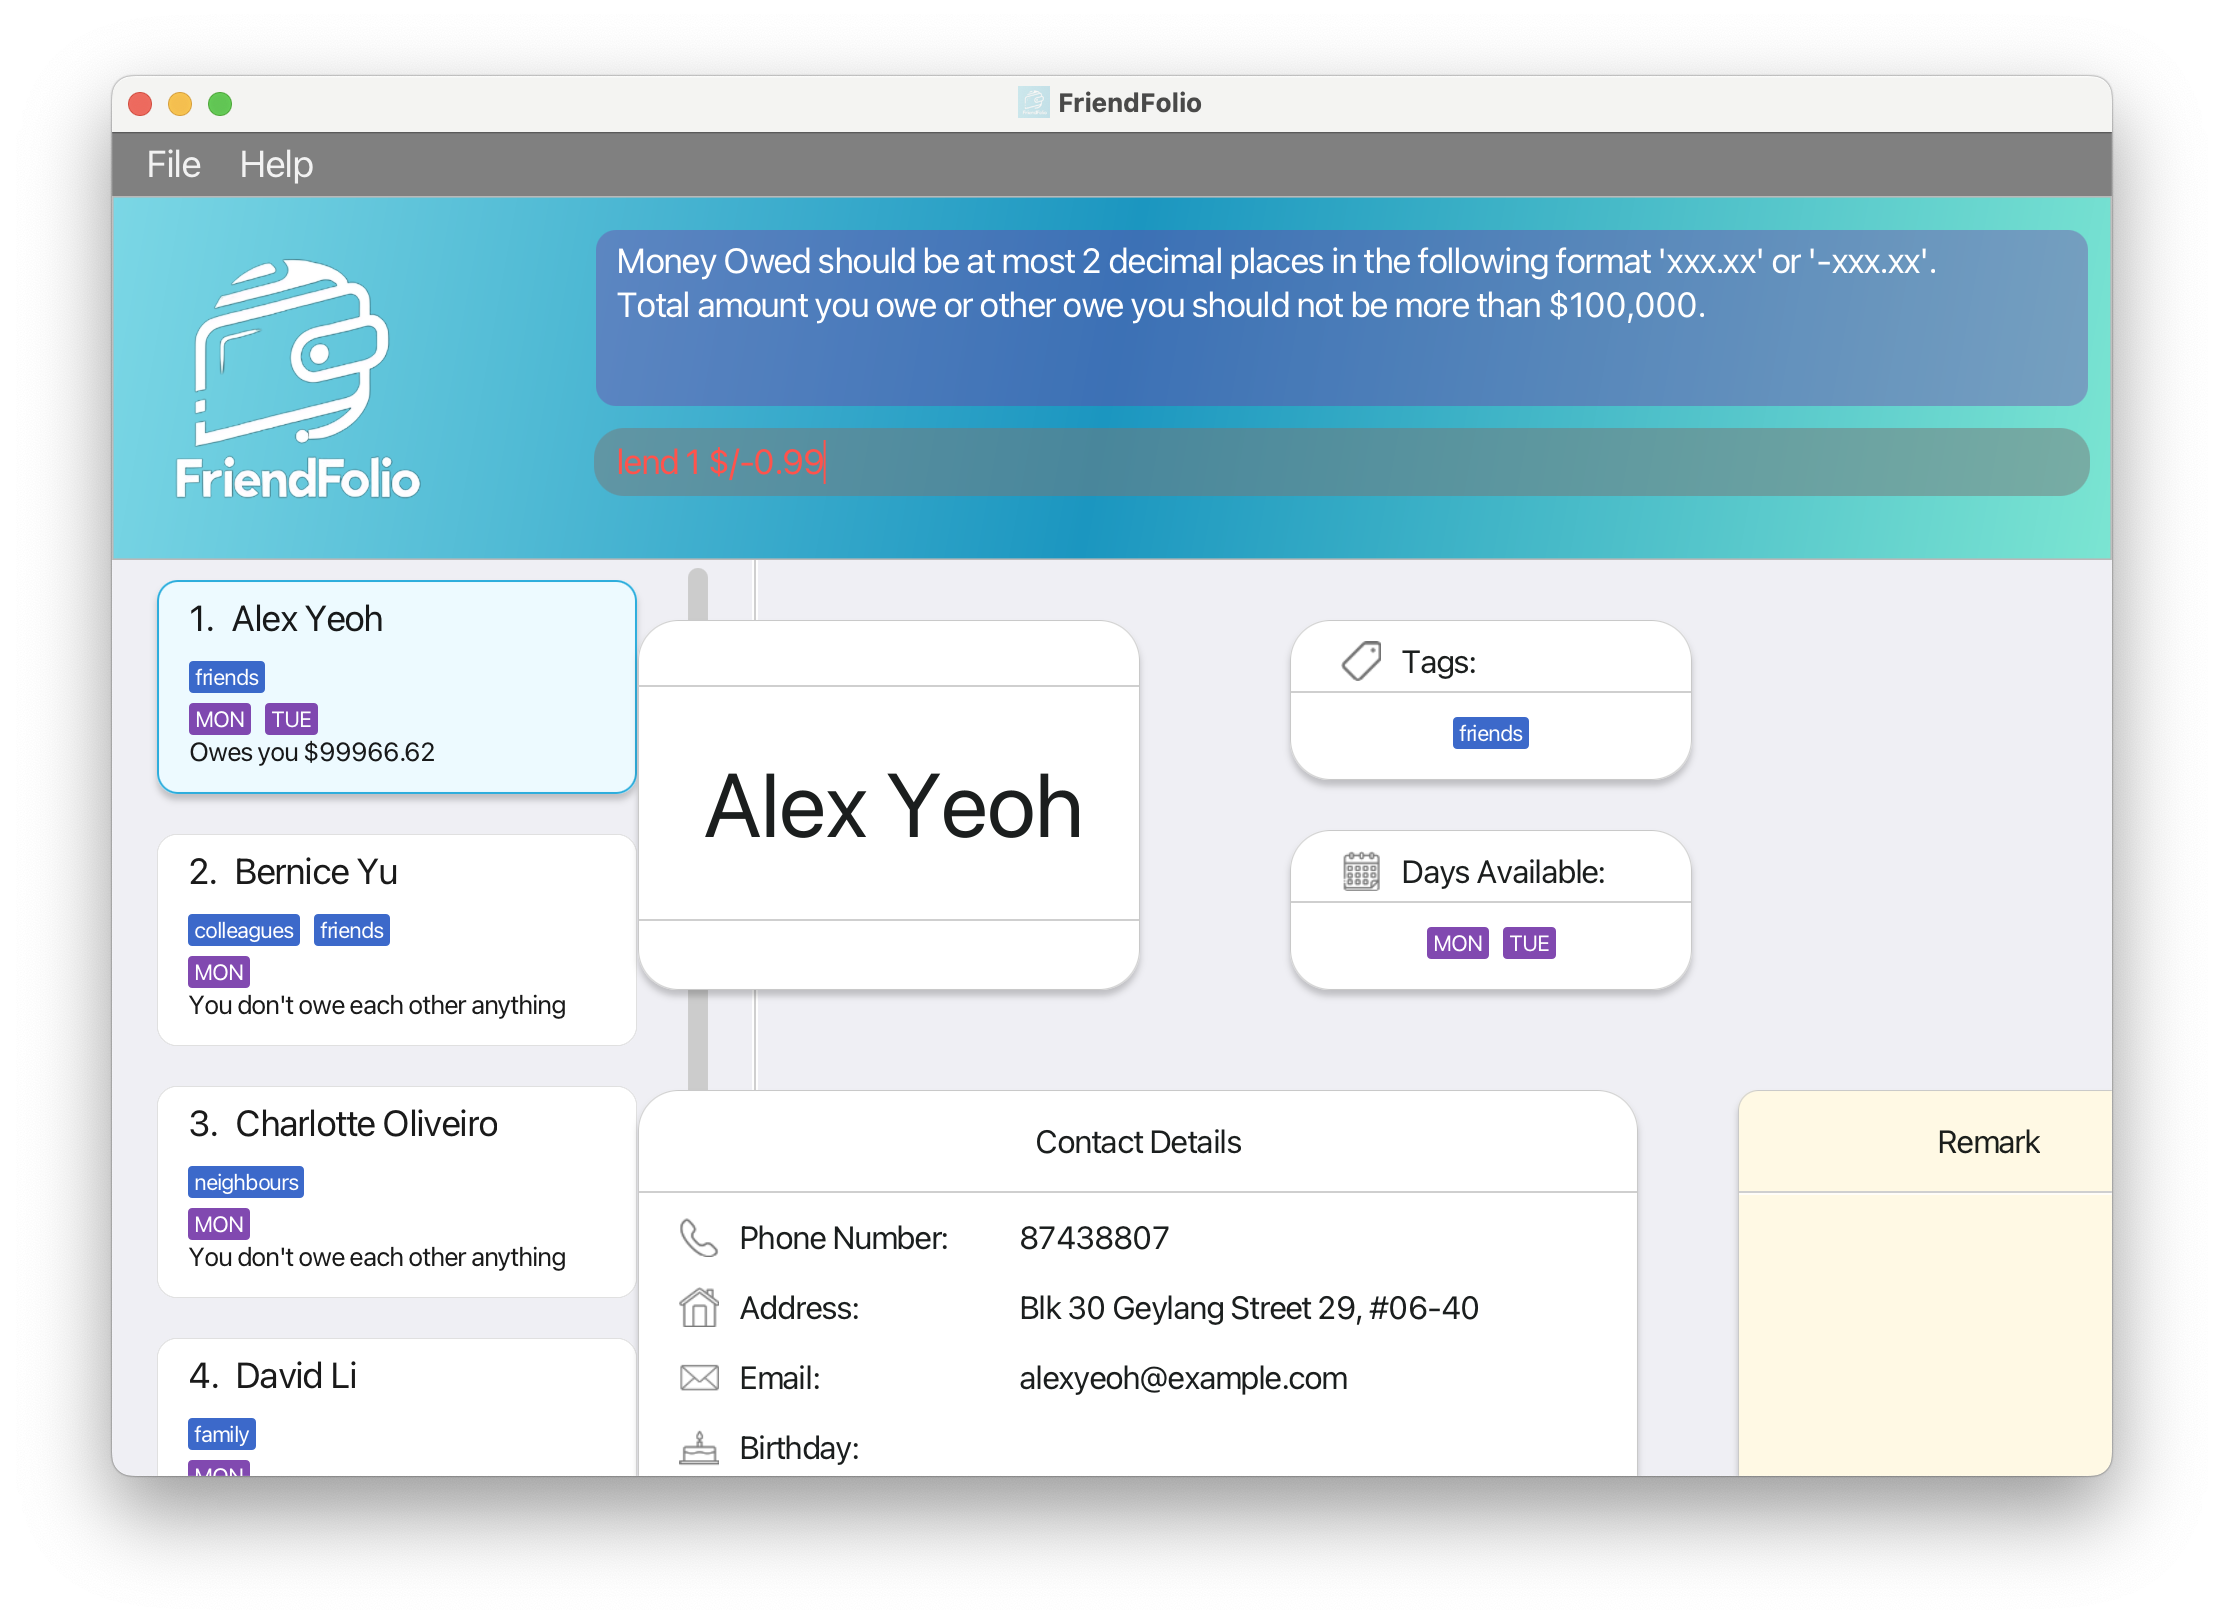 FriendFolio
File Help
Money Owed should be at most 2 decimal places in the following format 'xxx.xx' or '-xxx.xx'.
Total amount you owe or other owe you should not be more than $100,000.
lend 1 $/-0.99
FriendFolio
1. Alex Yeoh
friends
MON TUE
Owes you $99966.62
2. Bernice Yu
colleagues friends
MON
You don't owe each other anything
3. Charlotte Oliveiro
neighbours
MON
You don't owe each other anything
4. David Li
family
MON
Alex Yeoh
Tags:
friends
Days Available:
MON TUE
Contact Details
Phone Number: 87438807
Address: Blk 30 Geylang Street 29, #06-40
Email: alexyeoh@example.com
Birthday:
Remark